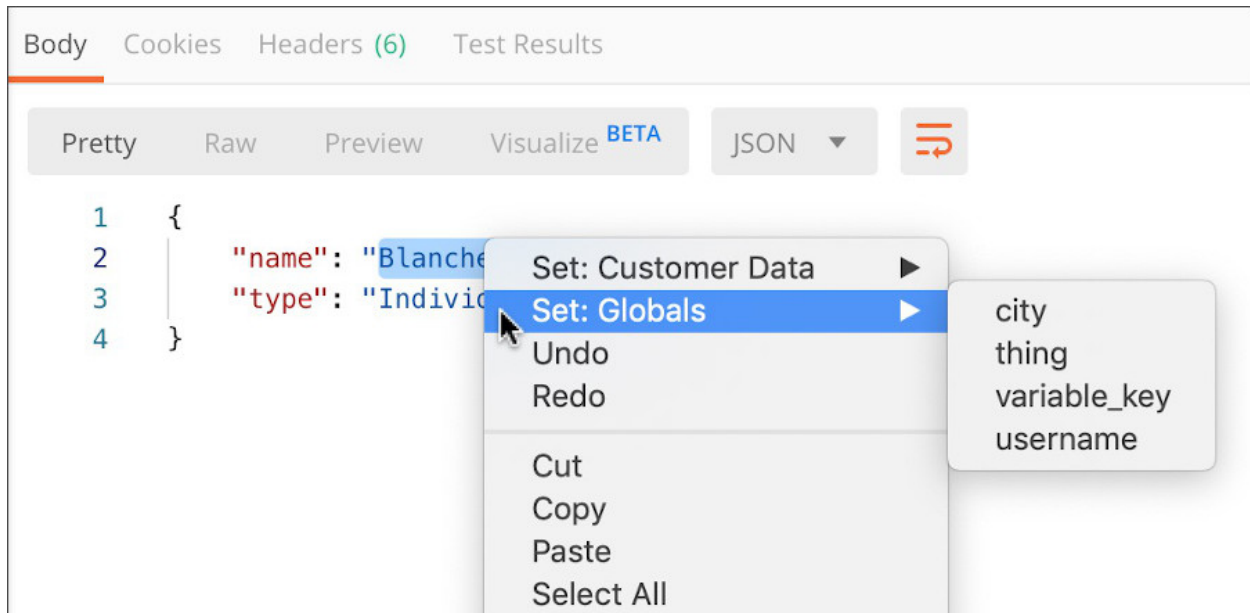 Body Cookies Headers (6) Test Results
Pretty Raw Preview Visualize BETA JSON
1 {
2 "name": "Blanche
3 "type": "Individ
4 }
Set: Customer Data
Set: Globals
Undo
Redo
Cut
Copy
Paste
Select All
city
thing
variable_key
username